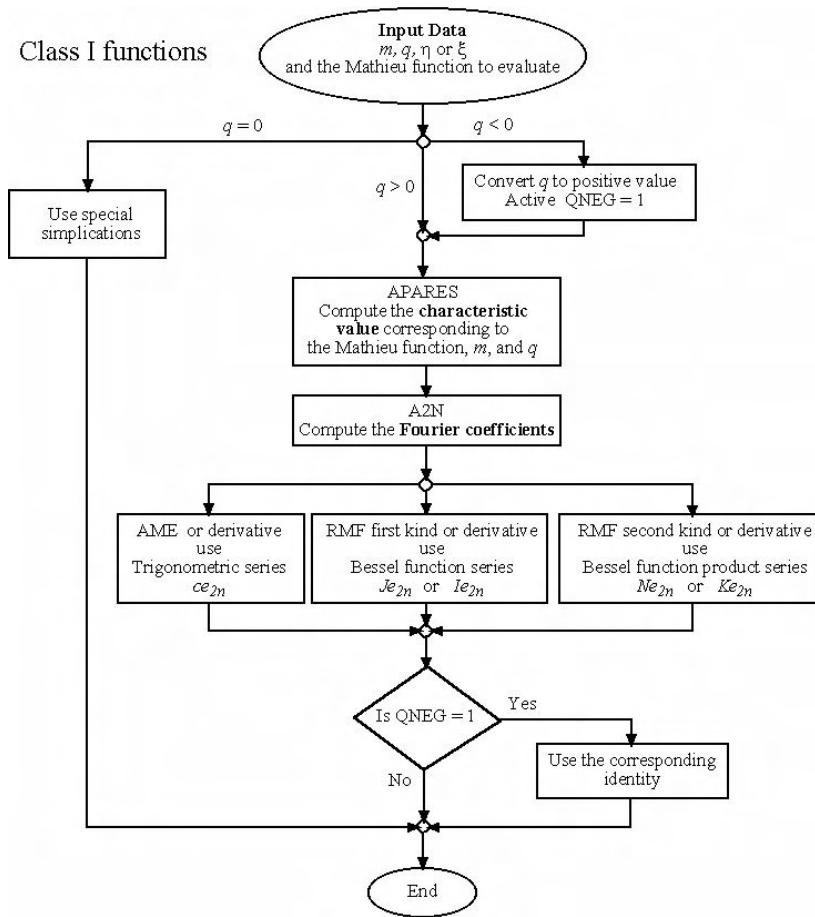 Class I functions
Input Data
m, q, η or ξ
and the Mathieu function to evaluate
q = 0
q < 0
q > 0
Convert q to positive value
Active QNEG = 1
Use special
simplications
APARES
Compute the characteristic
value corresponding to
the Mathieu function, m, and q
A2N
Compute the Fourier coefficients
AME or derivative
use
Trigonometric series
ce2n
RMF first kind or derivative
use
Bessel function series
Je2n or Ie2n
RMF second kind or derivative
use
Bessel function product series
Ne2n or Ke2n
Is QNEG = 1
Yes
No
Use the corresponding
identity
End